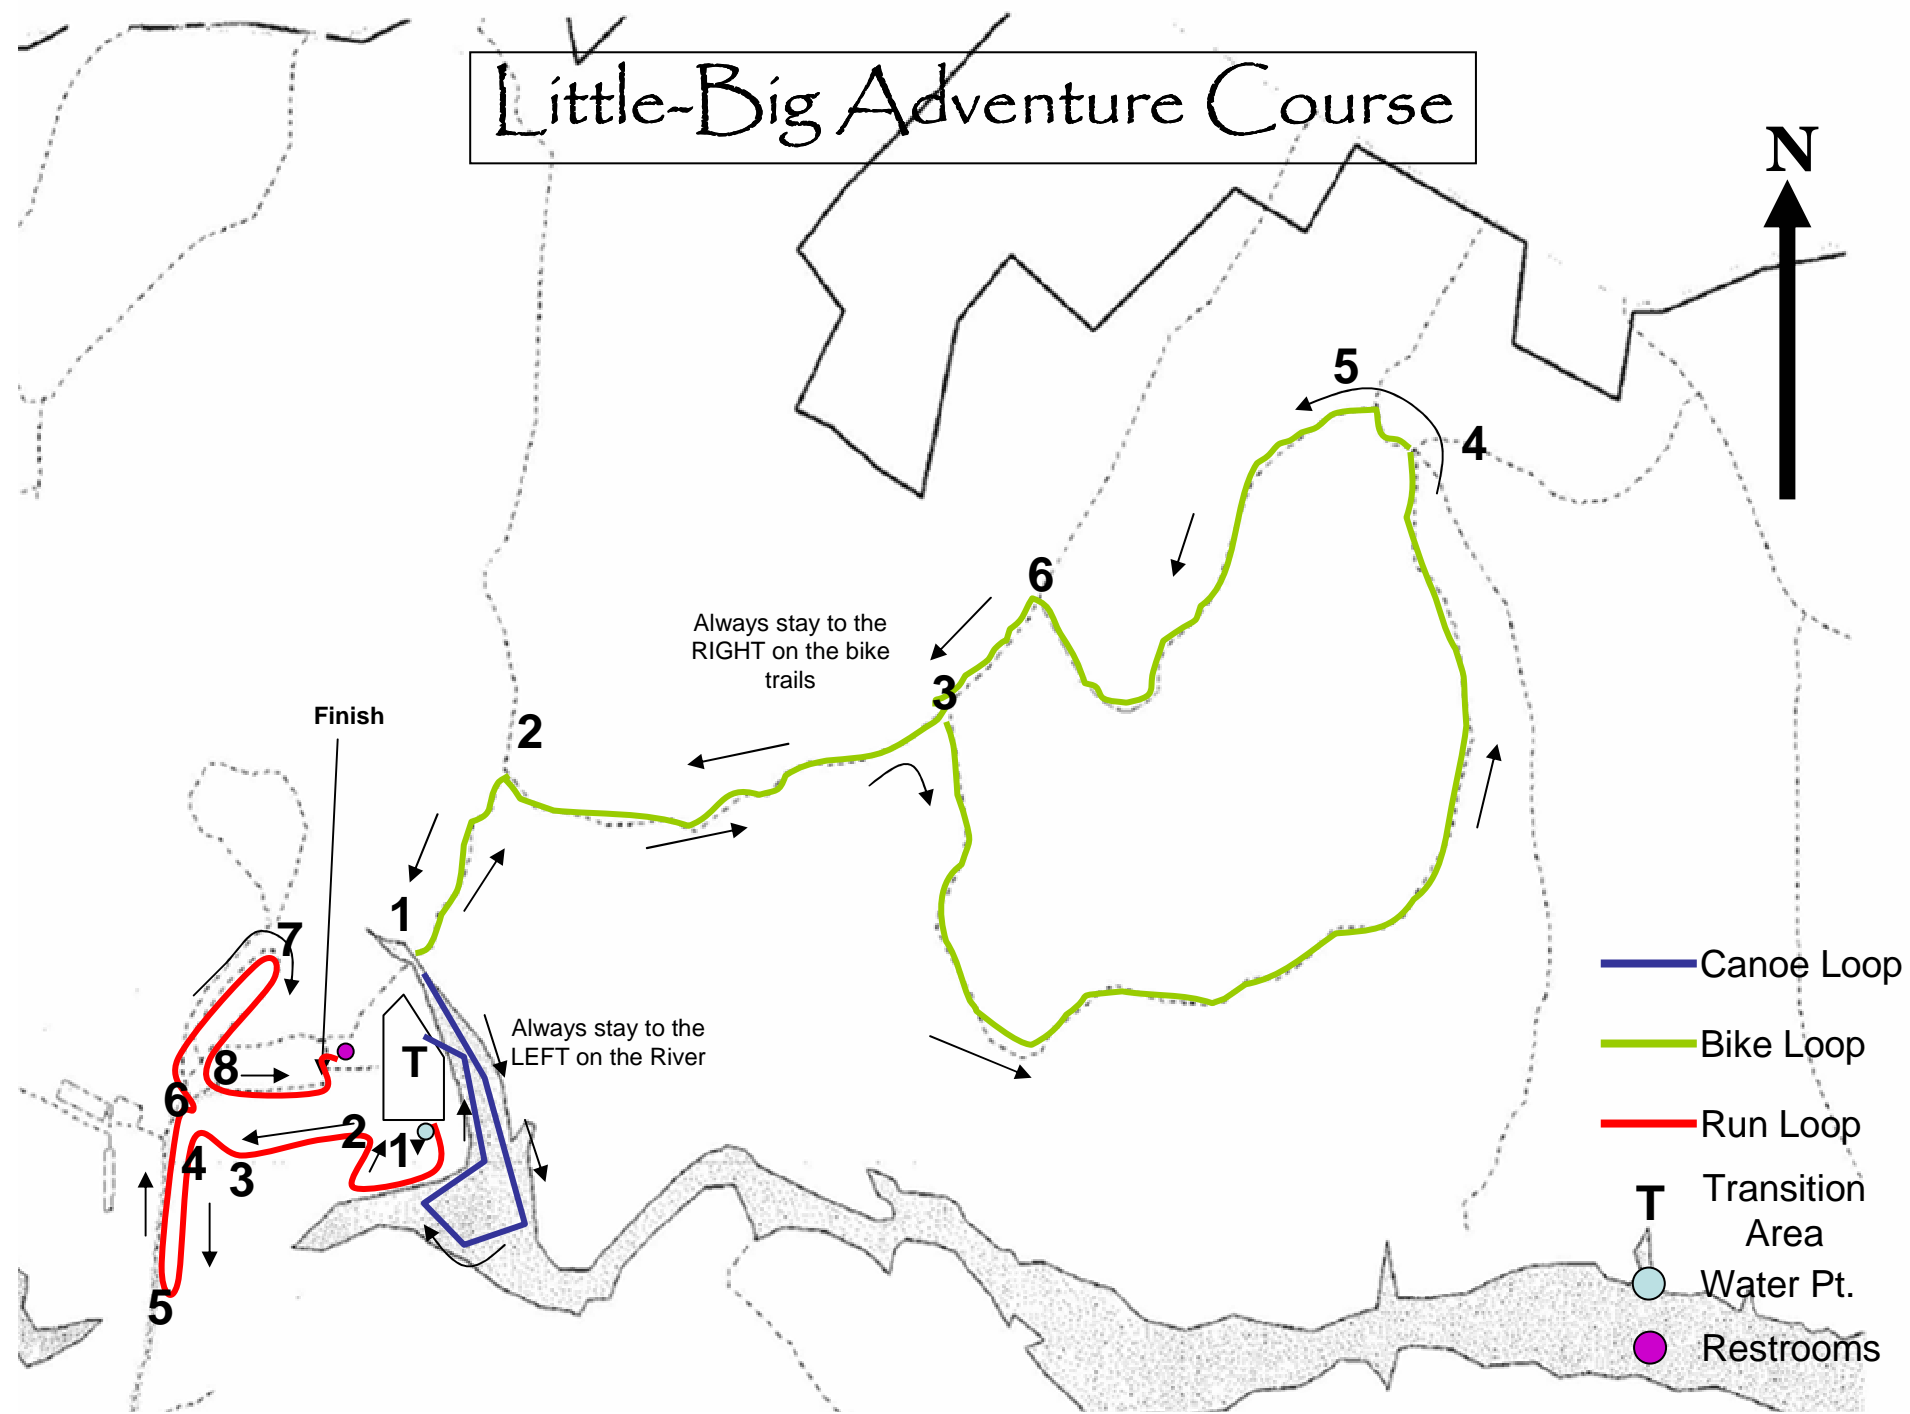 Little-Big Adventure Course
N
5
4
6
Always stay to the
RIGHT on the bike
trails
3
Finish
2
1
7
Canoe Loop
Always stay to the
LEFT on the River
T
8
Bike Loop
6
2
1
Run Loop
4
3
T Transition
Area
5
Water Pt.
Restrooms